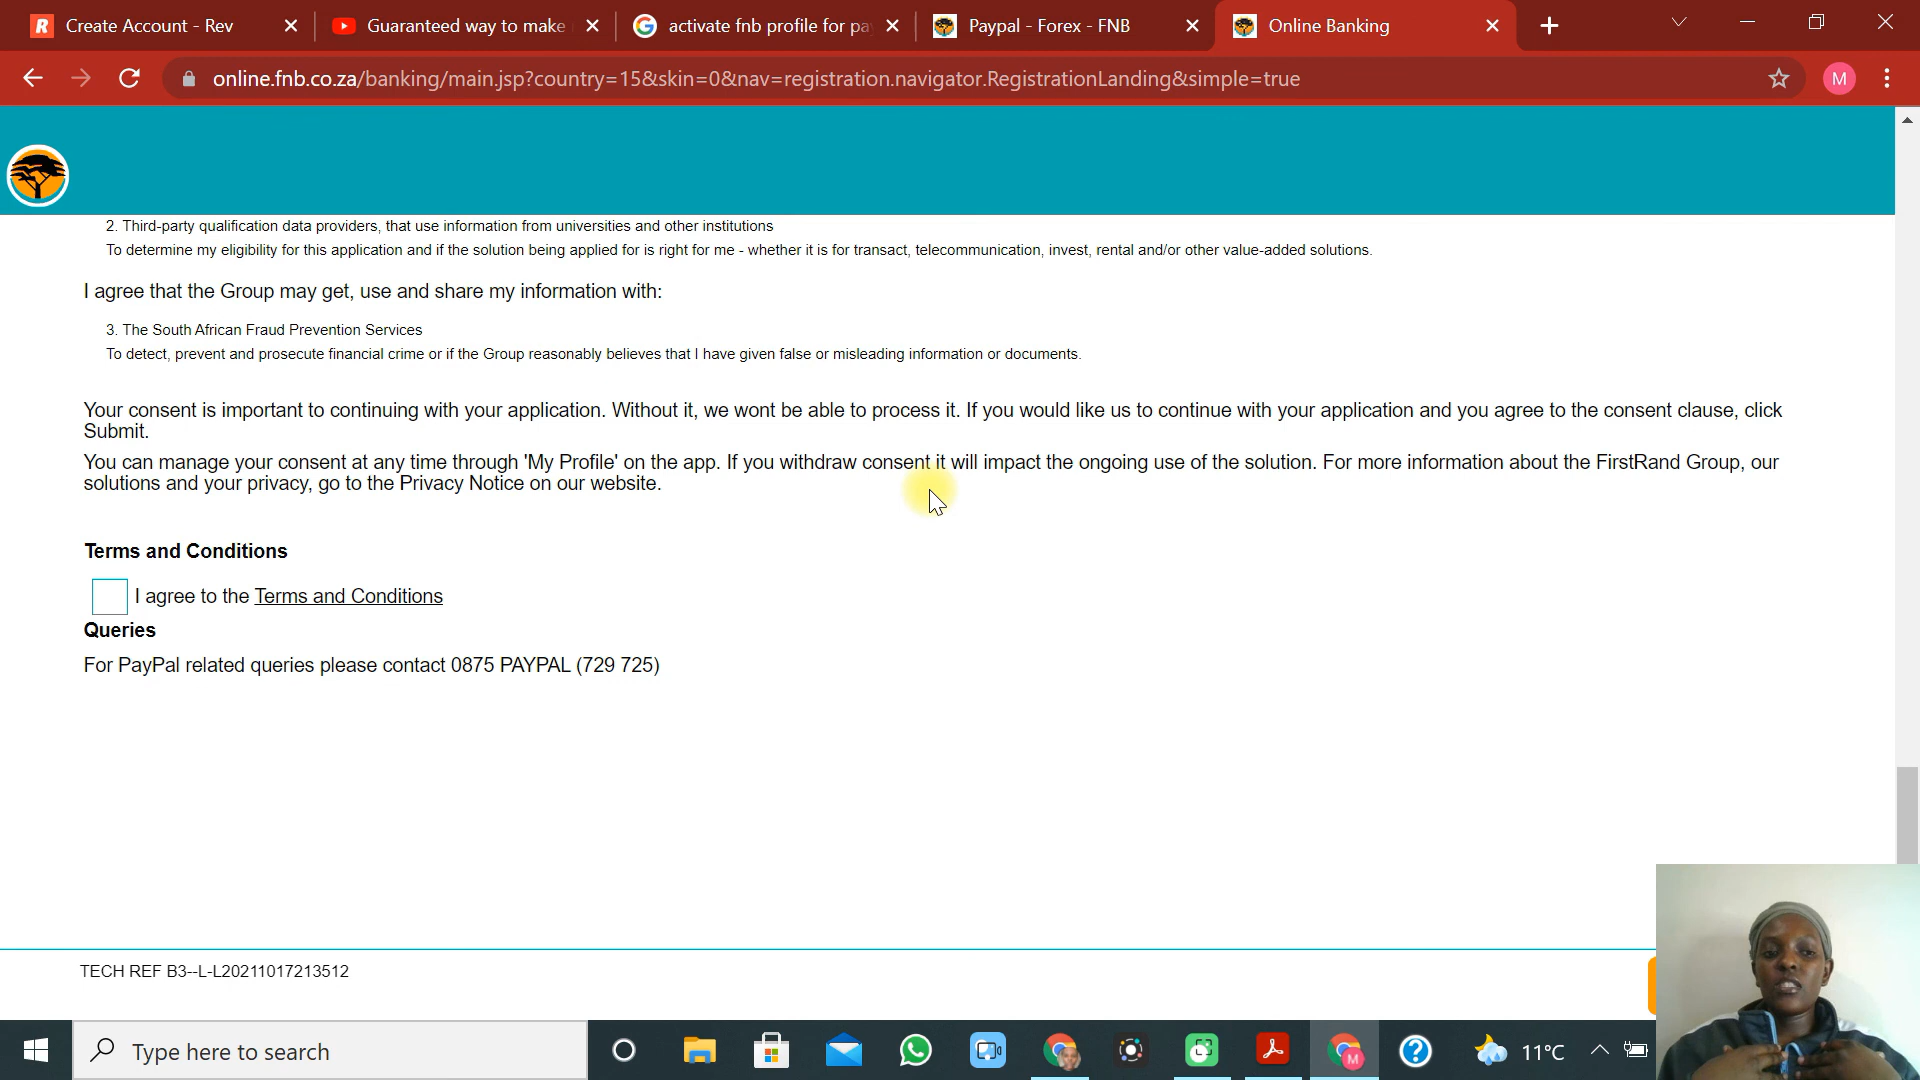 Create Account - Rev
Guaranteed way to make
activate fnb profile for pa
Paypal - Forex - FNB
Online Banking
online.fnb.co.za/banking/main.jsp?country=15&skin=0&nav=registration.navigator.RegistrationLanding&simple=true
M
2. Third-party qualification data providers, that use information from universities and other institutions
To determine my eligibility for this application and if the solution being applied for is right for me - whether it is for transact, telecommunication, invest, rental and/or other value-added solutions.
I agree that the Group may get, use and share my information with:
3. The South African Fraud Prevention Services
To detect, prevent and prosecute financial crime or if the Group reasonably believes that I have given false or misleading information or documents.
Your consent is important to continuing with your application. Without it, we wont be able to process it. If you would like us to continue with your application and you agree to the consent clause, click
Submit.
You can manage your consent at any time through 'My Profile' on the app. If you withdraw consent it will impact the ongoing use of the solution. For more information about the FirstRand Group, our
solutions and your privacy, go to the Privacy Notice on our website.
Terms and Conditions
I agree to the Terms and Conditions
Queries
For PayPal related queries please contact 0875 PAYPAL (729 725)
TECH REF B3--L-L20211017213512
Type here to search
11°C